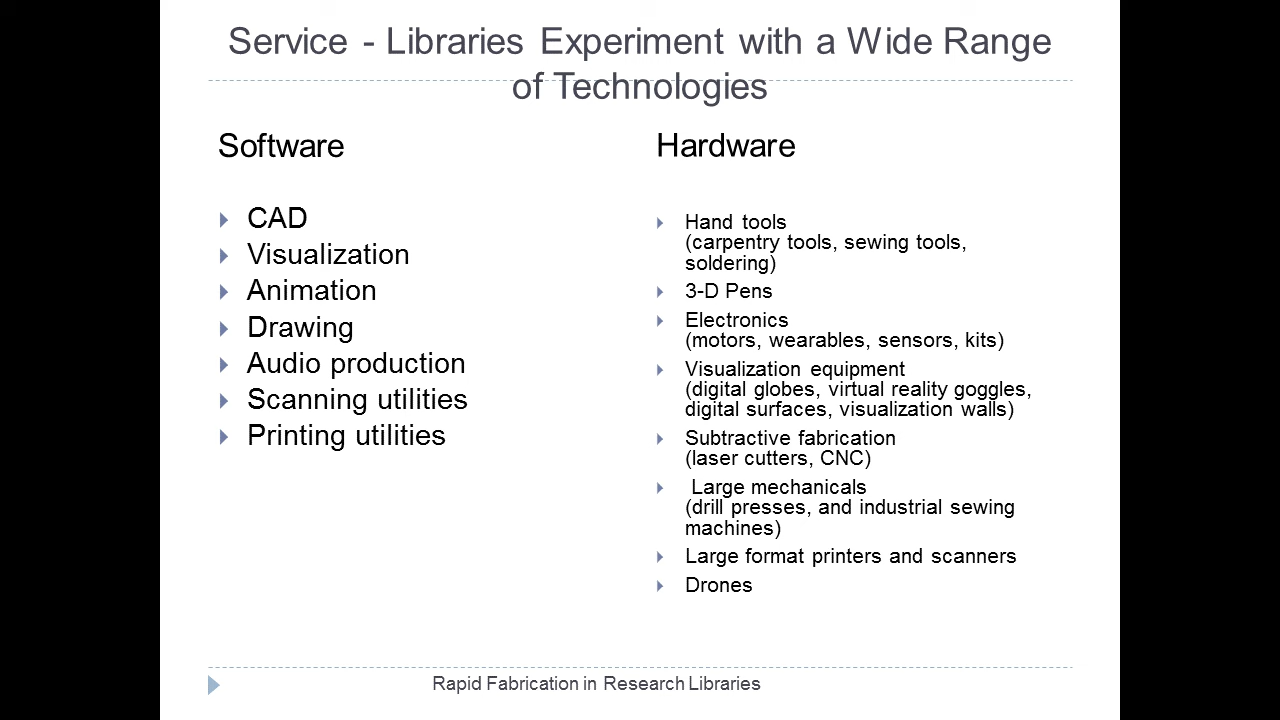 Service - Libraries Experiment with a Wide Range
of Technologies
Software
CAD
Visualization
Animation
Drawing
Audio production
Scanning utilities
Printing utilities
Hardware
Hand tools
(carpentry tools, sewing tools,
soldering)
3-D Pens
Electronics
(motors, wearables, sensors, kits)
Visualization equipment
(digital globes, virtual reality goggles,
digital surfaces, visualization walls)
Subtractive fabrication
(laser cutters, CNC)
Large mechanicals
(drill presses, and industrial sewing
machines)
Large format printers and scanners
Drones
Rapid Fabrication in Research Libraries